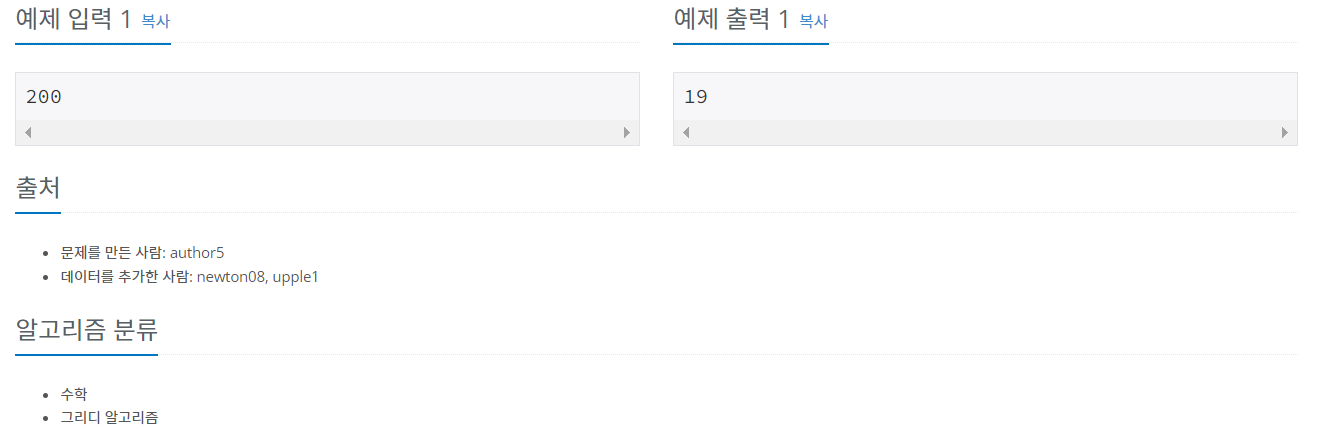 예제 입력 1 복사
예제 출력 1 복사
200
19
출처
문제를 만든 사람: author5
데이터를 추가한 사람: newton08, upple1
알고리즘 분류
수학
그리디 알고리즘